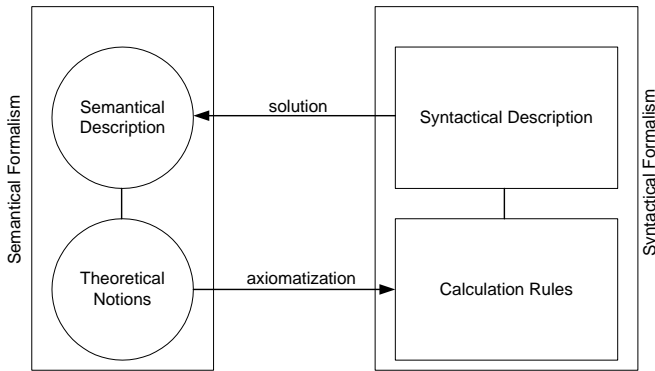 Semantical Formalism
Semantical
Description
solution
Syntactical Description
Syntactical Formalism
Theoretical
Notions
axiomatization
Calculation Rules